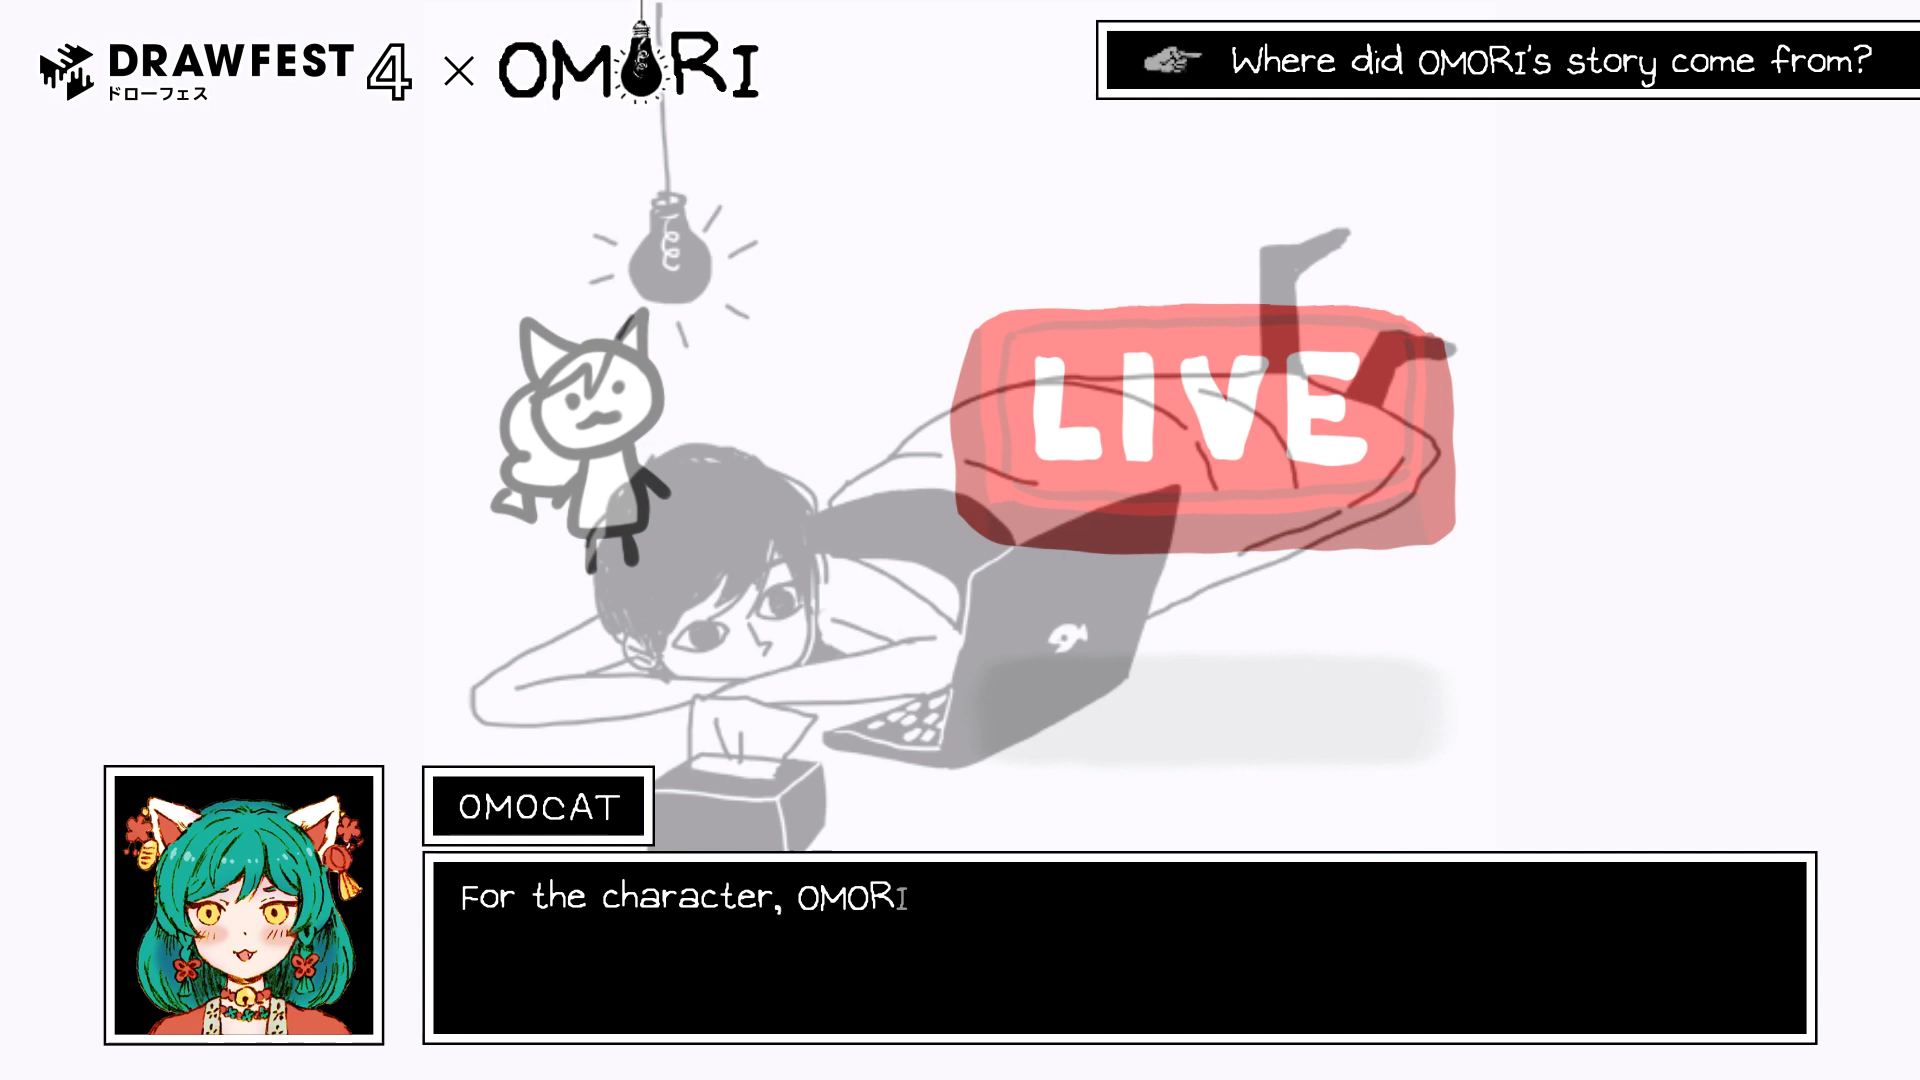 DRAWFEST 4 × OMORI
ドローフェス
Where did OMORI's story come from?
LIVE
OMOCAT
For the character, OMORI